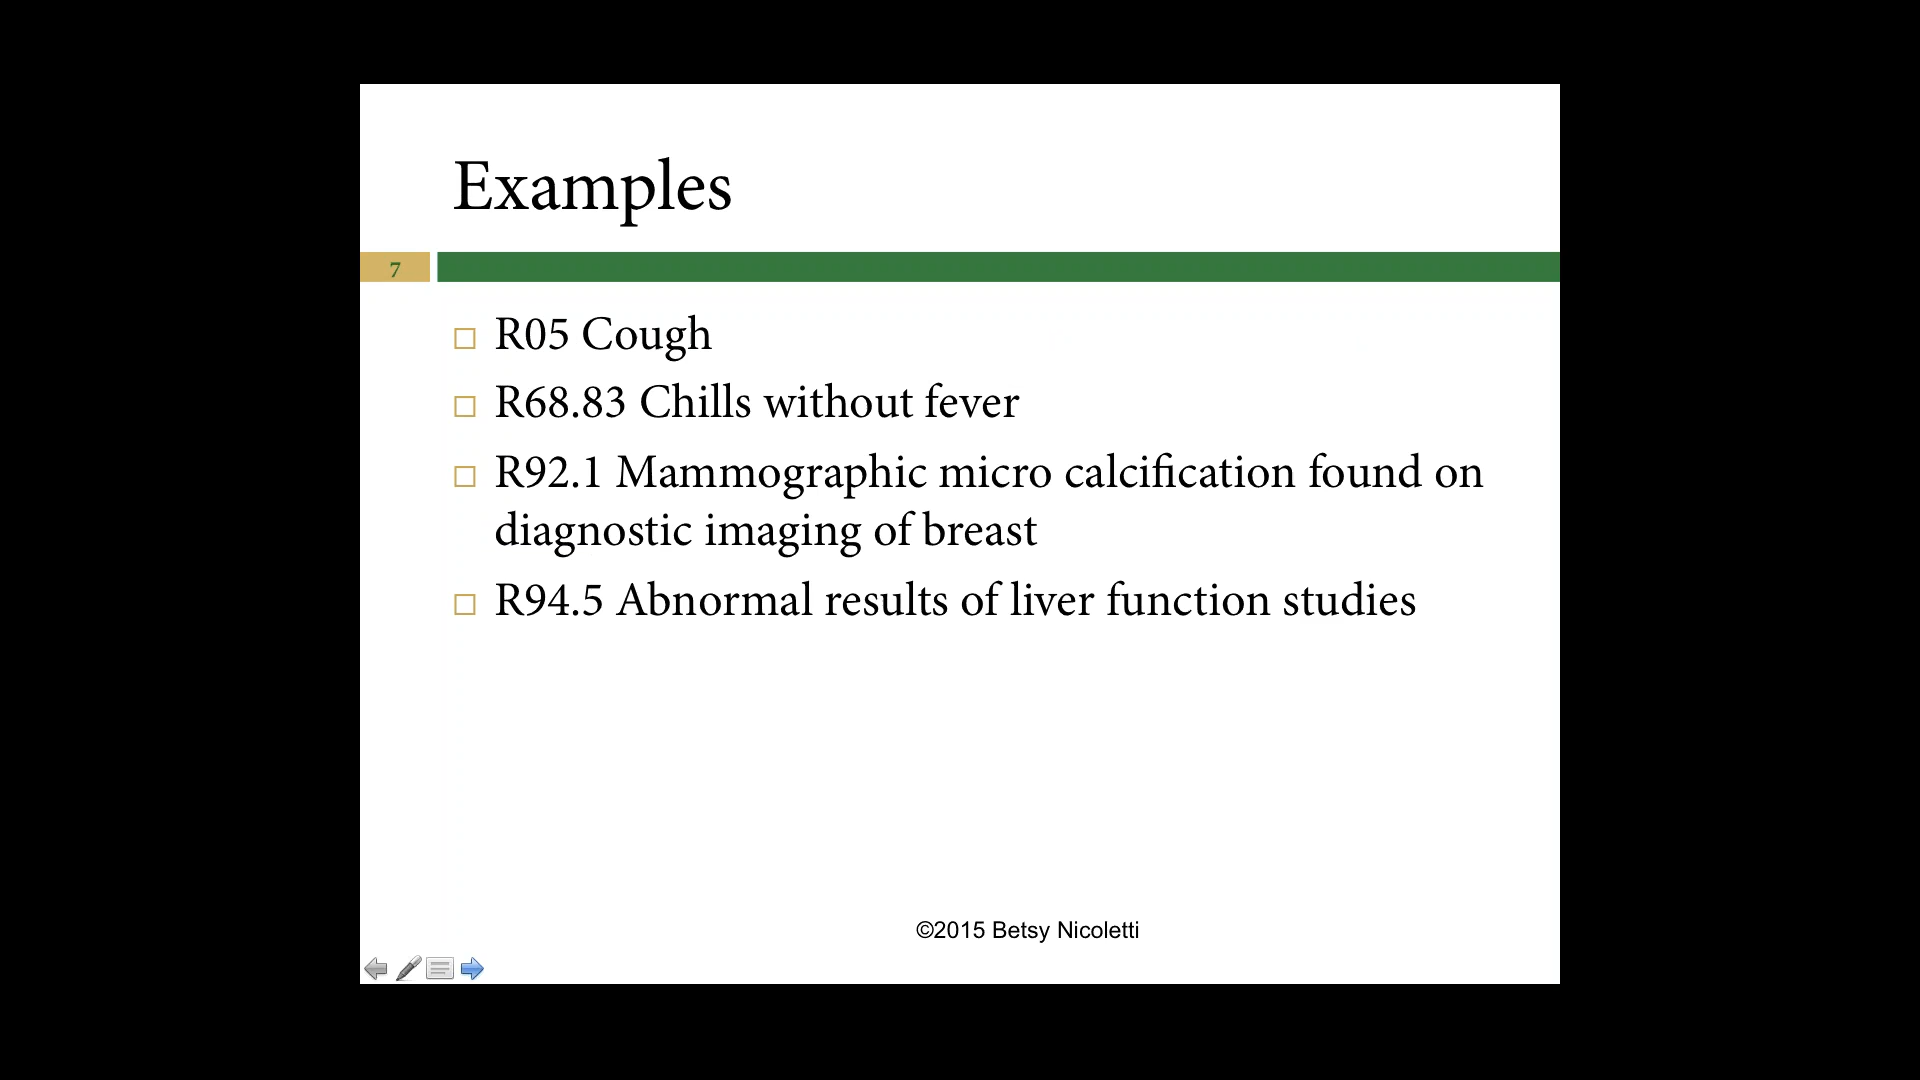 Examples
7
R05 Cough
R68.83 Chills without fever
R92.1 Mammographic micro calcification found on
diagnostic imaging of breast
R94.5 Abnormal results of liver function studies
©2015 Betsy Nicoletti